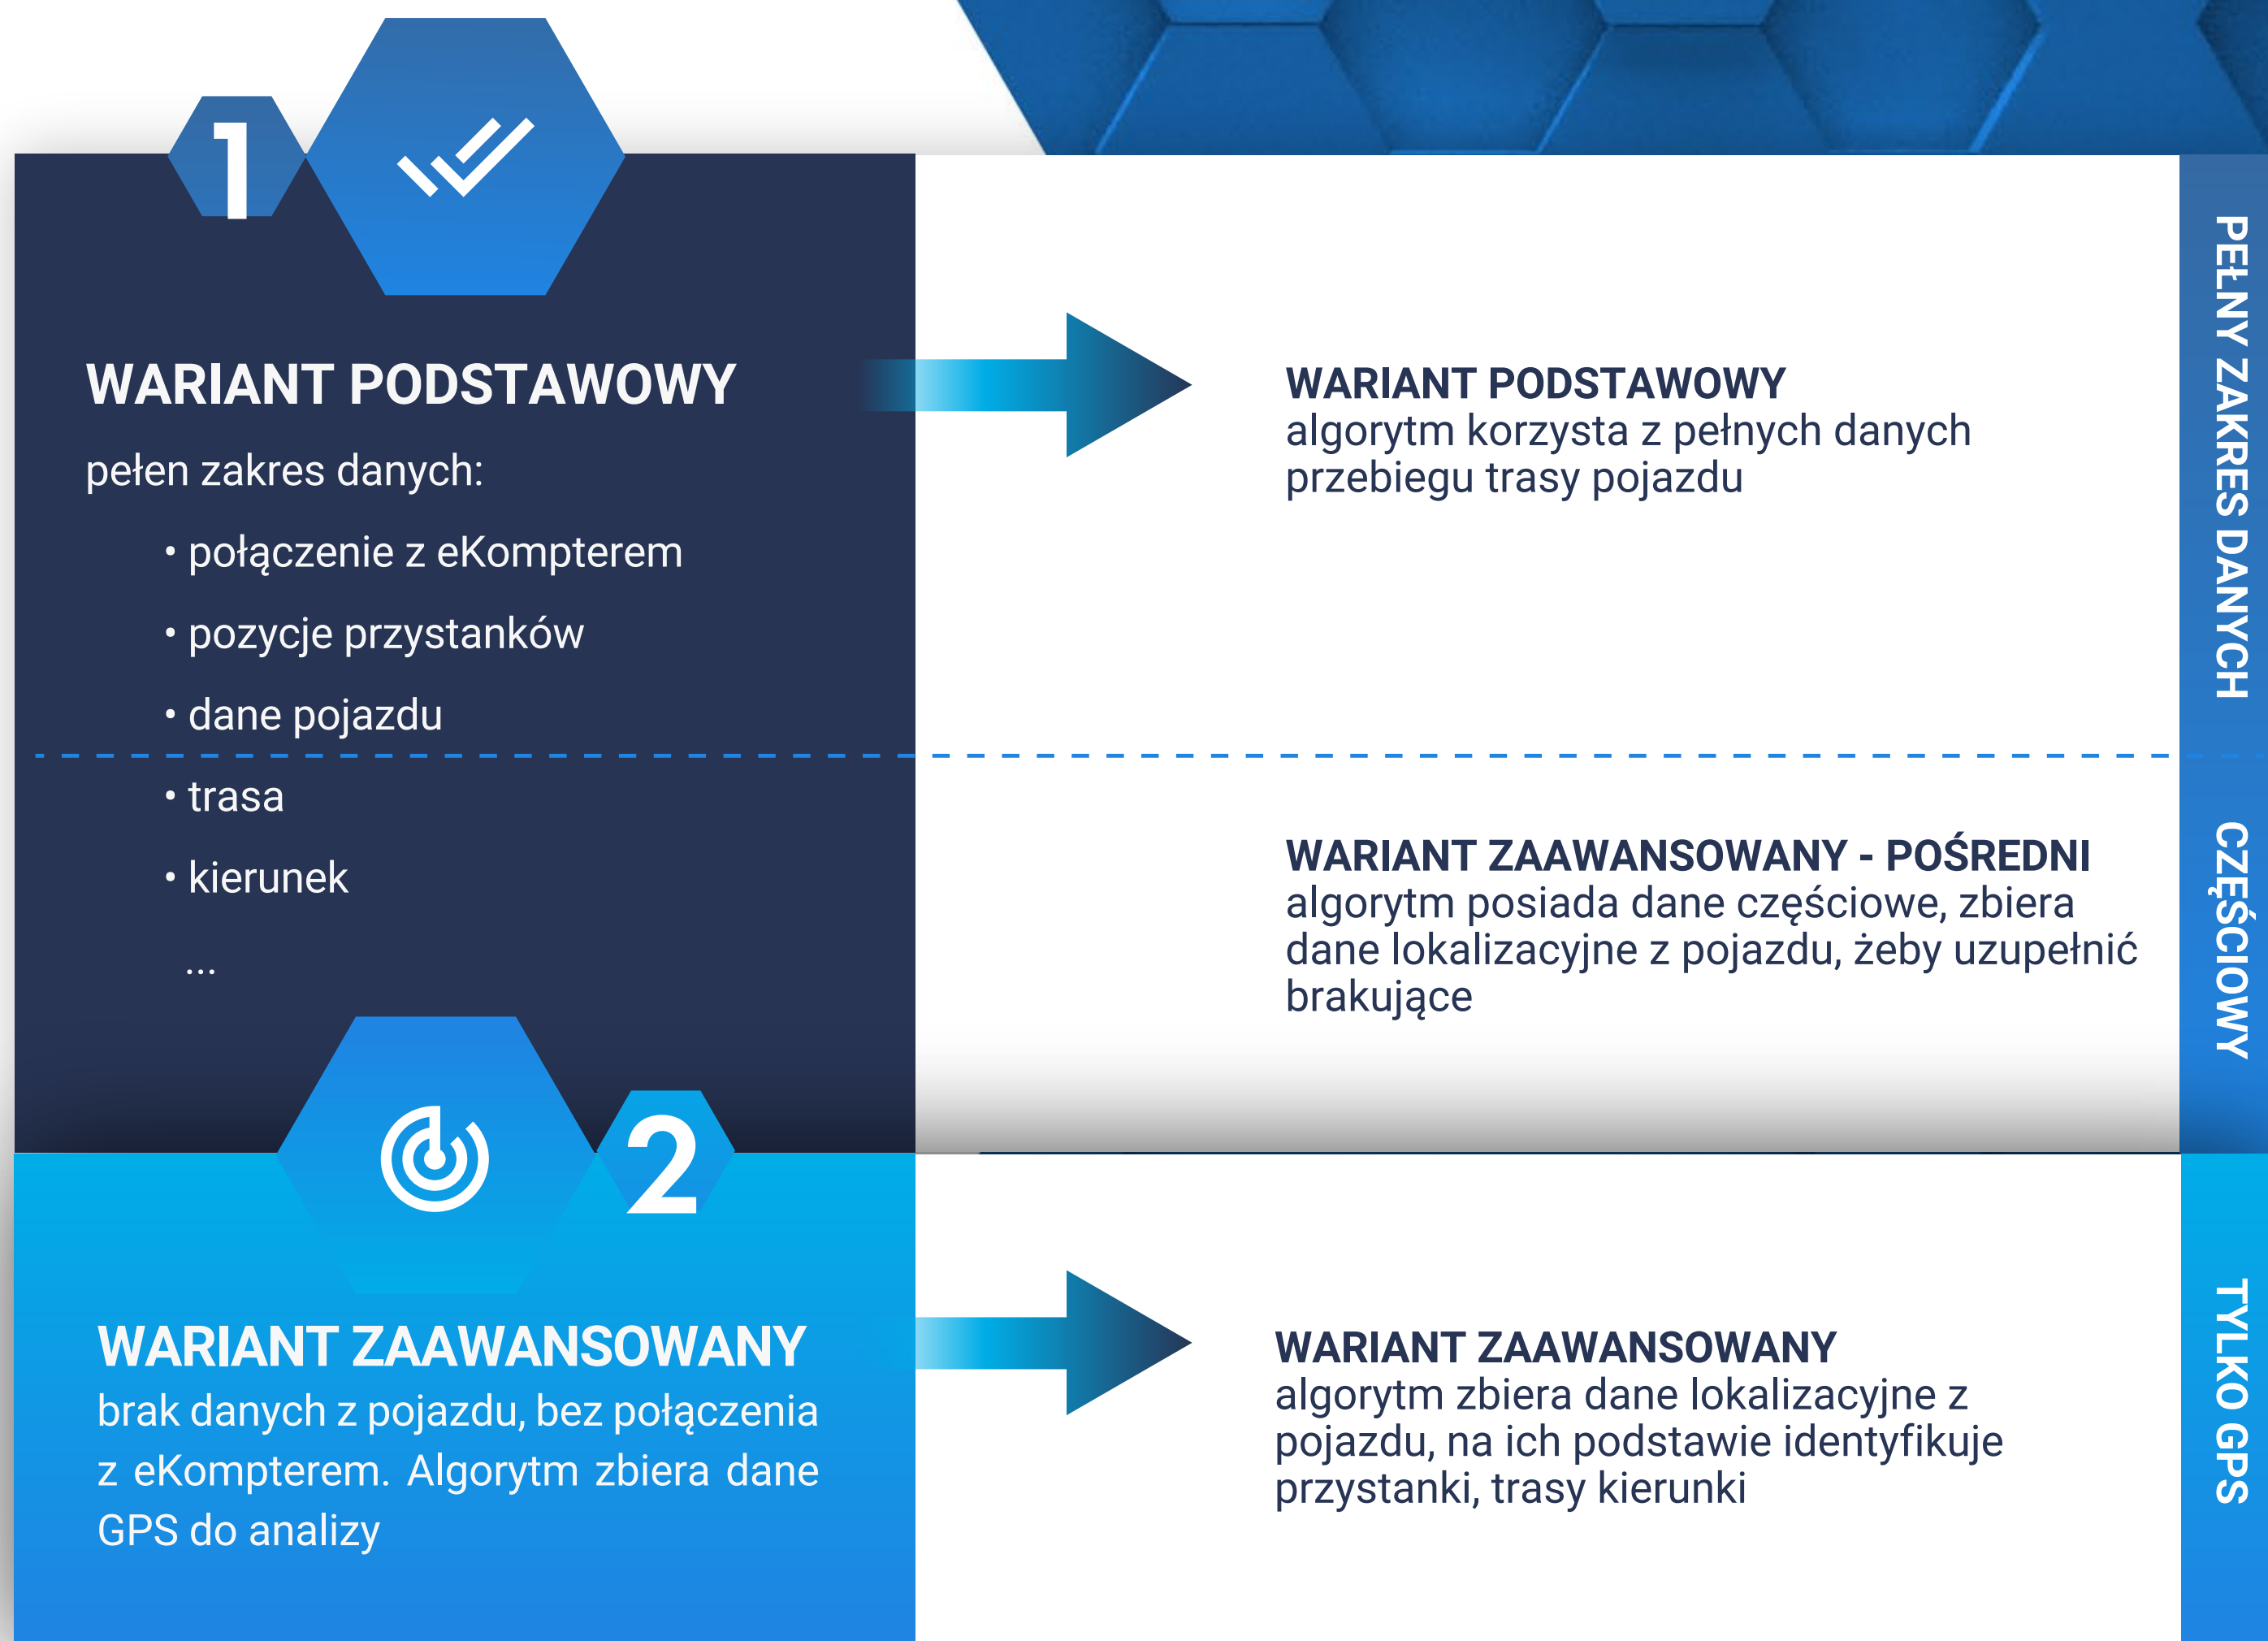 1
WARIANT PODSTAWOWY
pełen zakres danych:
• połączenie z eKompterem
• pozycje przystanków
• dane pojazdu
• trasa
• kierunek
...
WARIANT PODSTAWOWY
algorytm korzysta z pełnych danych
przebiegu trasy pojazdu
PEŁNY ZAKRES DANYCH
WARIANT ZAAWANSOWANY - POŚREDNI
algorytm posiada dane częściowe, zbiera
dane lokalizacyjne z pojazdu, żeby uzupełnić
brakujące
CZĘŚCIOWY
2
WARIANT ZAAWANSOWANY
brak danych z pojazdu, bez połączenia
z eKompterem. Algorytm zbiera dane
GPS do analizy
WARIANT ZAAWANSOWANY
algorytm zbiera dane lokalizacyjne z
pojazdu, na ich podstawie identyfikuje
przystanki, trasy kierunki
TYLKO GPS